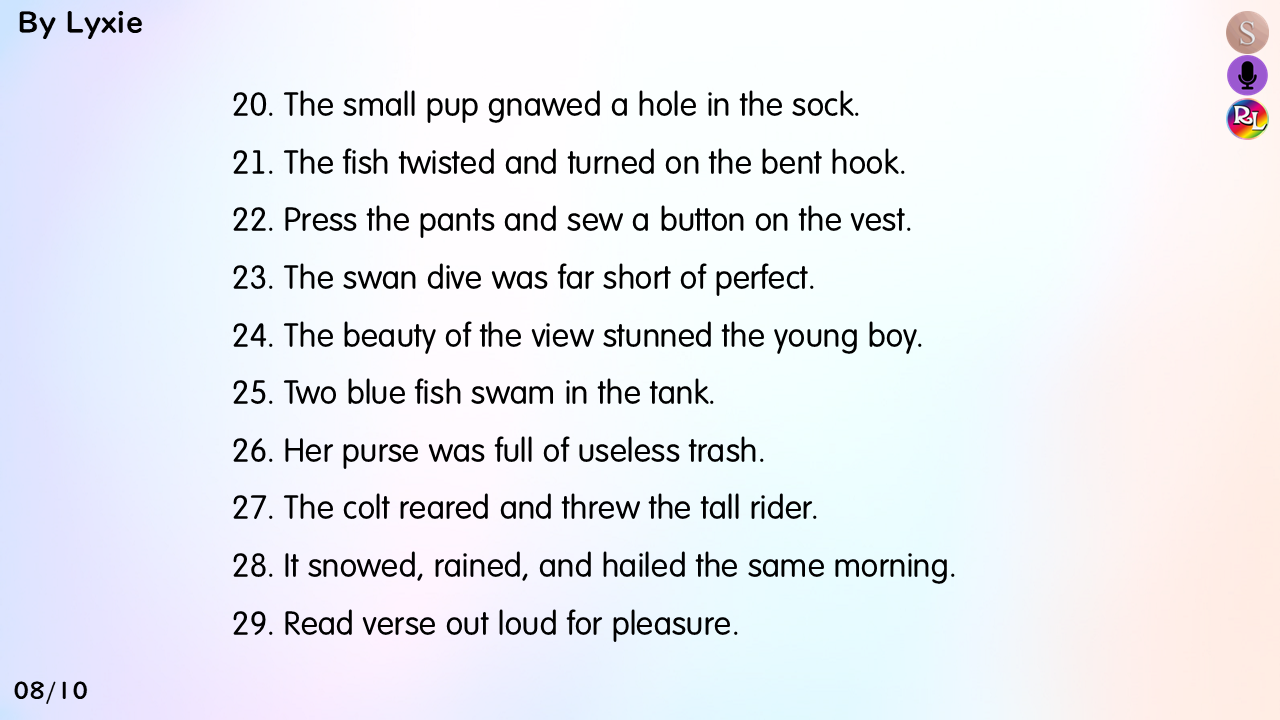 By Lyxie
S
RL
20. The small pup gnawed a hole in the sock.
21. The fish twisted and turned on the bent hook.
22. Press the pants and sew a button on the vest.
23. The swan dive was far short of perfect.
24. The beauty of the view stunned the young boy.
25. Two blue fish swam in the tank.
26. Her purse was full of useless trash.
27. The colt reared and threw the tall rider.
28. It snowed, rained, and hailed the same morning.
29. Read verse out loud for pleasure.
08/10